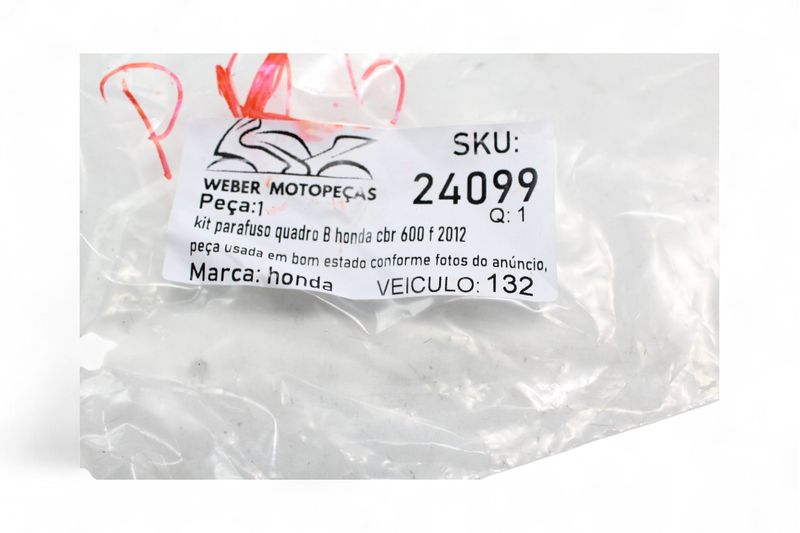 SKU:
24099
Q: 1
WEBER MOTOPEÇAS
Peça:1
kit parafuso quadro B honda cbr 600 f 2012
peça usada em bom estado conforme fotos do anúncio,
Marca: honda
VEICULO: 132